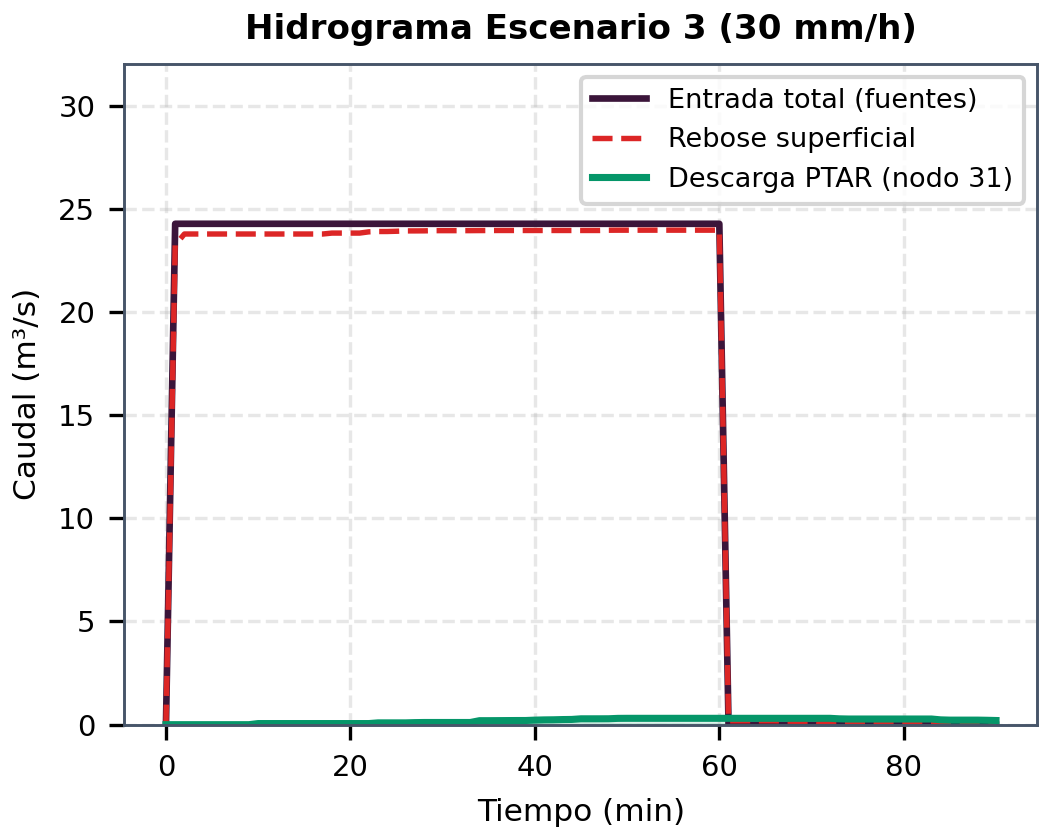 Hidrograma Escenario 3 (30 mm/h)
Entrada total (fuentes)
Rebose superficial
Descarga PTAR (nodo 31)
Caudal (m³/s)
30
25
20
15
10
5
0
0 20 40 60 80
Tiempo (min)